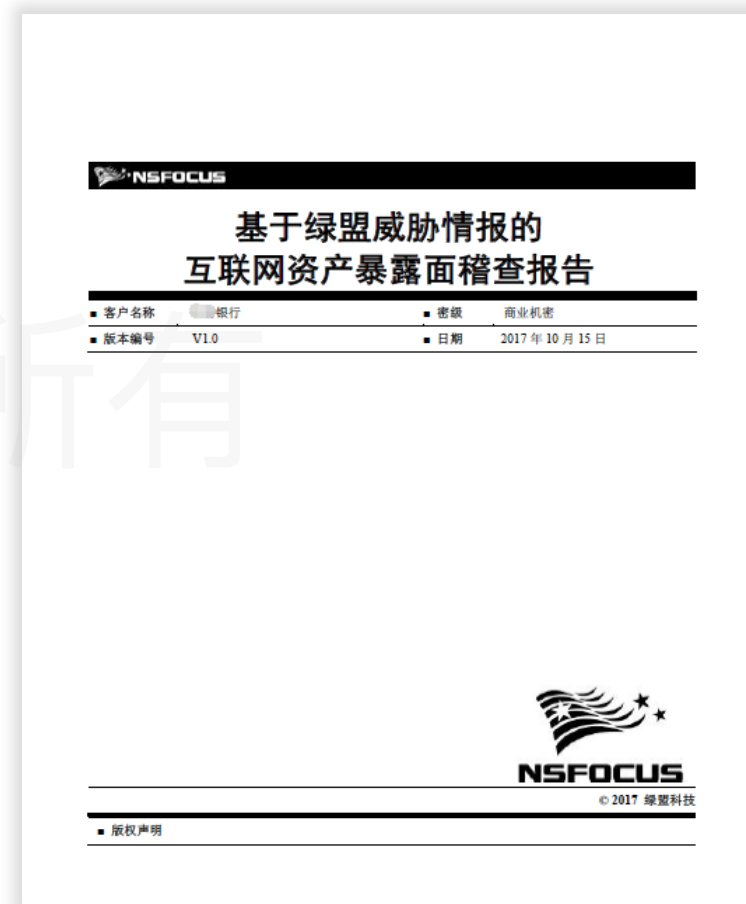 NSFOCUS
基于绿盟威胁情报的
互联网资产暴露面稽查报告
■ 客户名称 银行 ■ 密级 商业机密
■ 版本编号 V1.0 ■ 日期 2017 年 10 月 15 日
所有
NSFOCUS
© 2017 绿盟科技
■ 版权声明